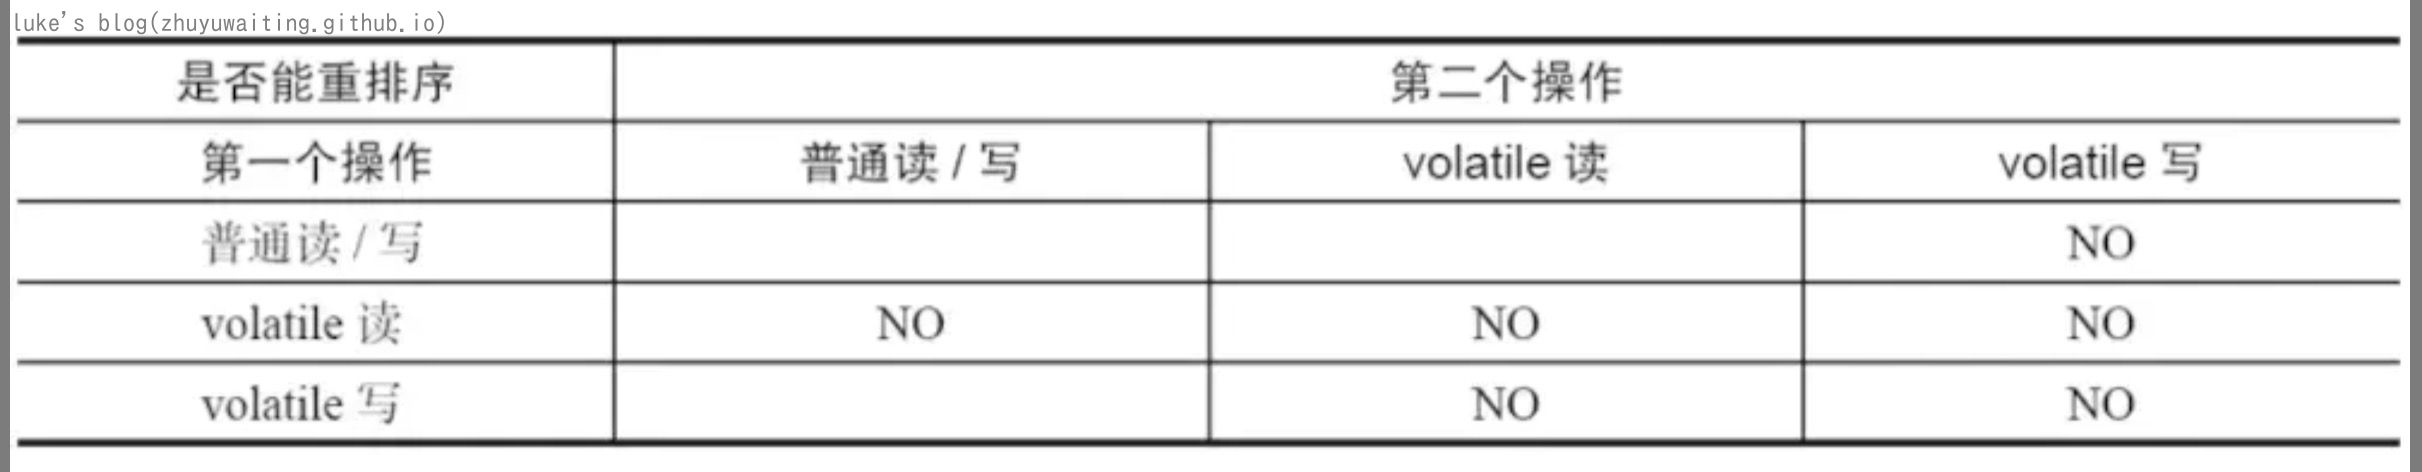 luke's blog(zhuyuwaiting.github.io)
是否能重排序 第二个操作
第一个操作 普通读 / 写 volatile 读 volatile 写
普通读 / 写 NO
volatile 读 NO NO NO
volatile 写 NO NO